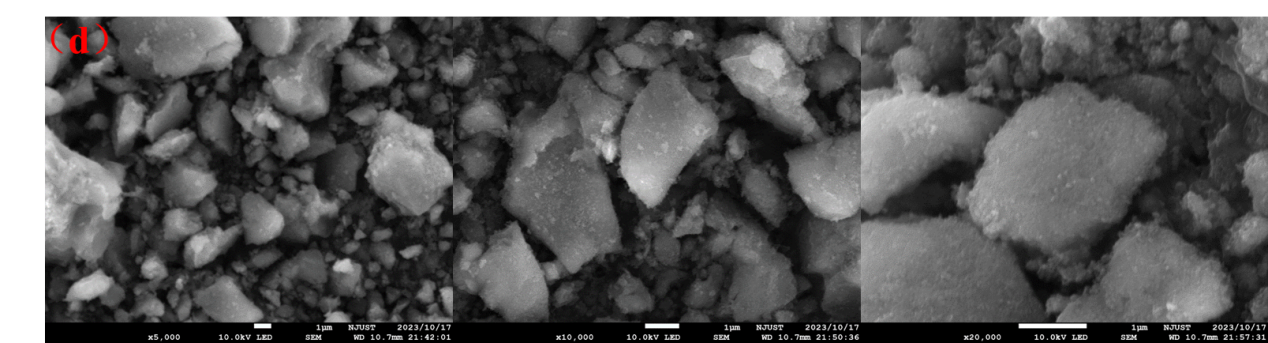 (d)
1μm NJUST 2023/10/17
x5,000 10.0kV LED SEM WD 10.7mm 21:42:01
1μm NJUST 2023/10/17
x10,000 10.0kV LED SEM WD 10.7mm 21:50:36
1μm NJUST 2023/10/17
x20,000 10.0kV LED SEM WD 10.7mm 21:57:31